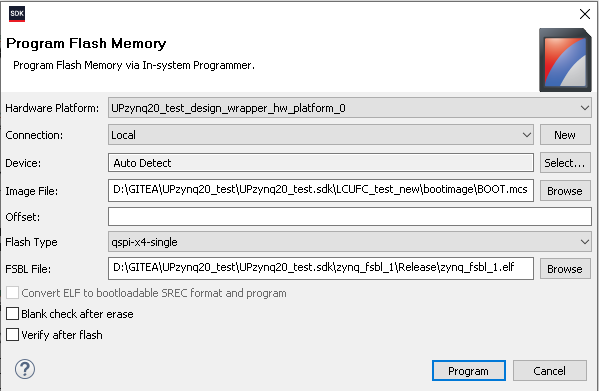 SDK
Program Flash Memory
Program Flash Memory via In-system Programmer.
Hardware Platform: UPzynq20_test_design_wrapper_hw_platform_0
Connection: Local New
Device: Auto Detect Select...
Image File: D:\GITEA\UPzynq20_test\UPzynq20_test.sdk\LCUFC_test_new\bootimage\BOOT.mcs Browse
Offset:
Flash Type qspi-x4-single
FSBL File: D:\GITEA\UPzynq20_test\UPzynq20_test.sdk\zynq_fsbl_1\Release\zynq_fsbl_1.elf Browse
Convert ELF to bootloadable SREC format and program
Blank check after erase
Verify after flash
? Program Cancel